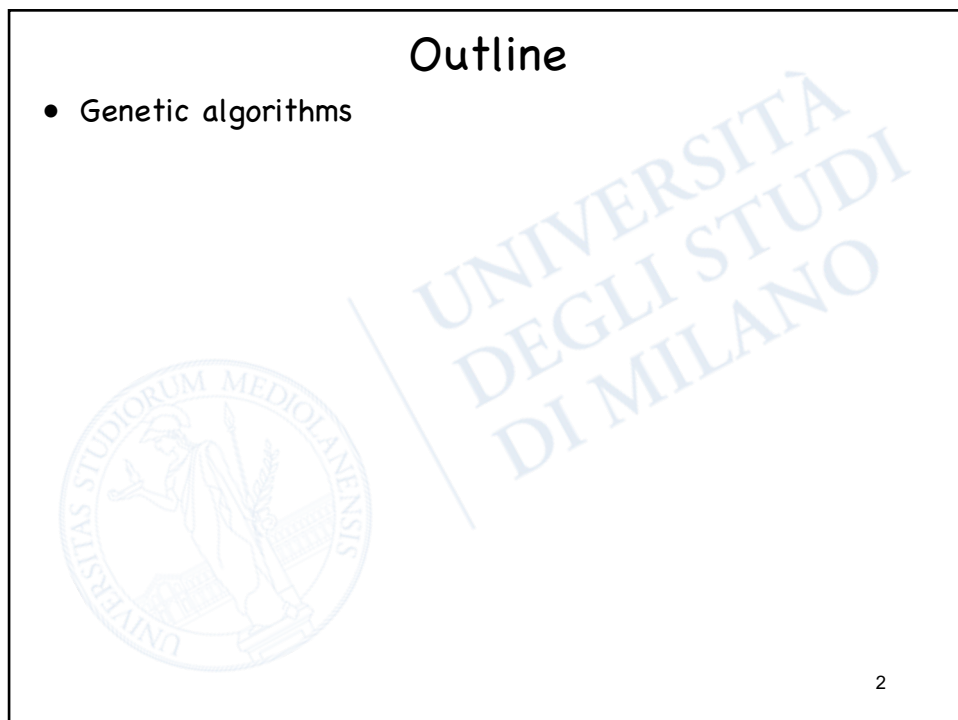 Outline
• Genetic algorithms
UNIVERSITÀ
DEGLI STUDI
DI MILANO
UNIVERSITAS STUDIORUM MEDIOLANENSIS
2